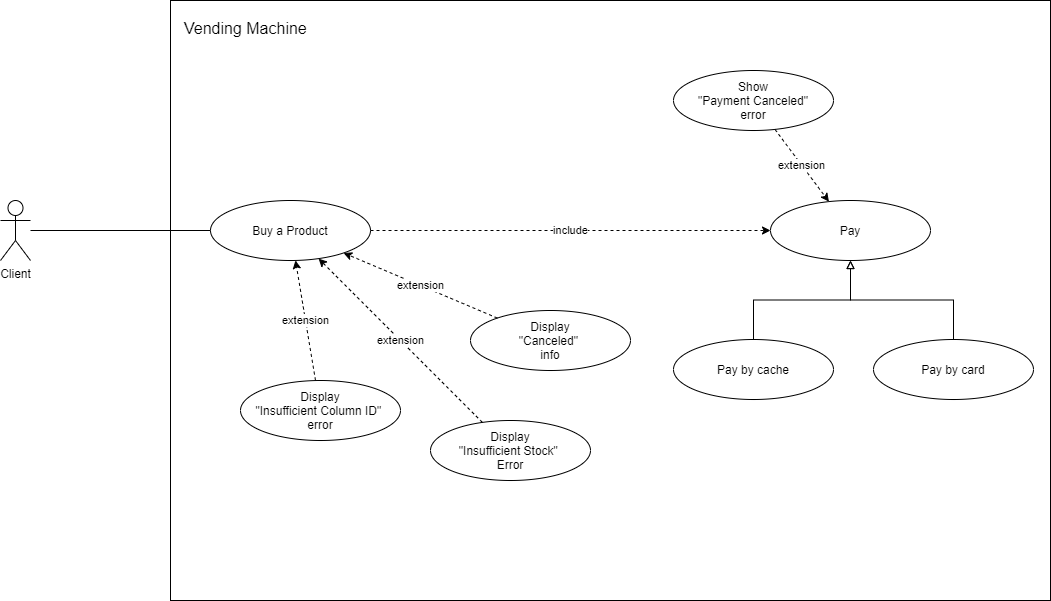 Vending Machine
Show
"Payment Canceled"
error
extension
Client
Buy a Product
include
Pay
extension
extension
extension
Display
"Canceled"
info
Pay by cache
Pay by card
Display
"Insufficient Column ID"
error
Display
"Insufficient Stock"
Error